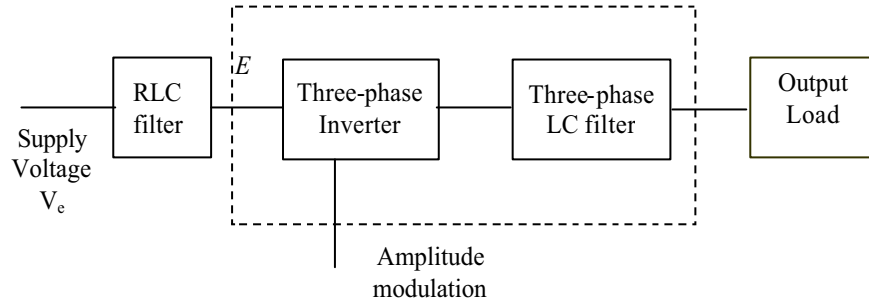 E
RLC
filter
Three-phase
Inverter
Three-phase
LC filter
Output
Load
Supply
Voltage
Vₑ
Amplitude
modulation